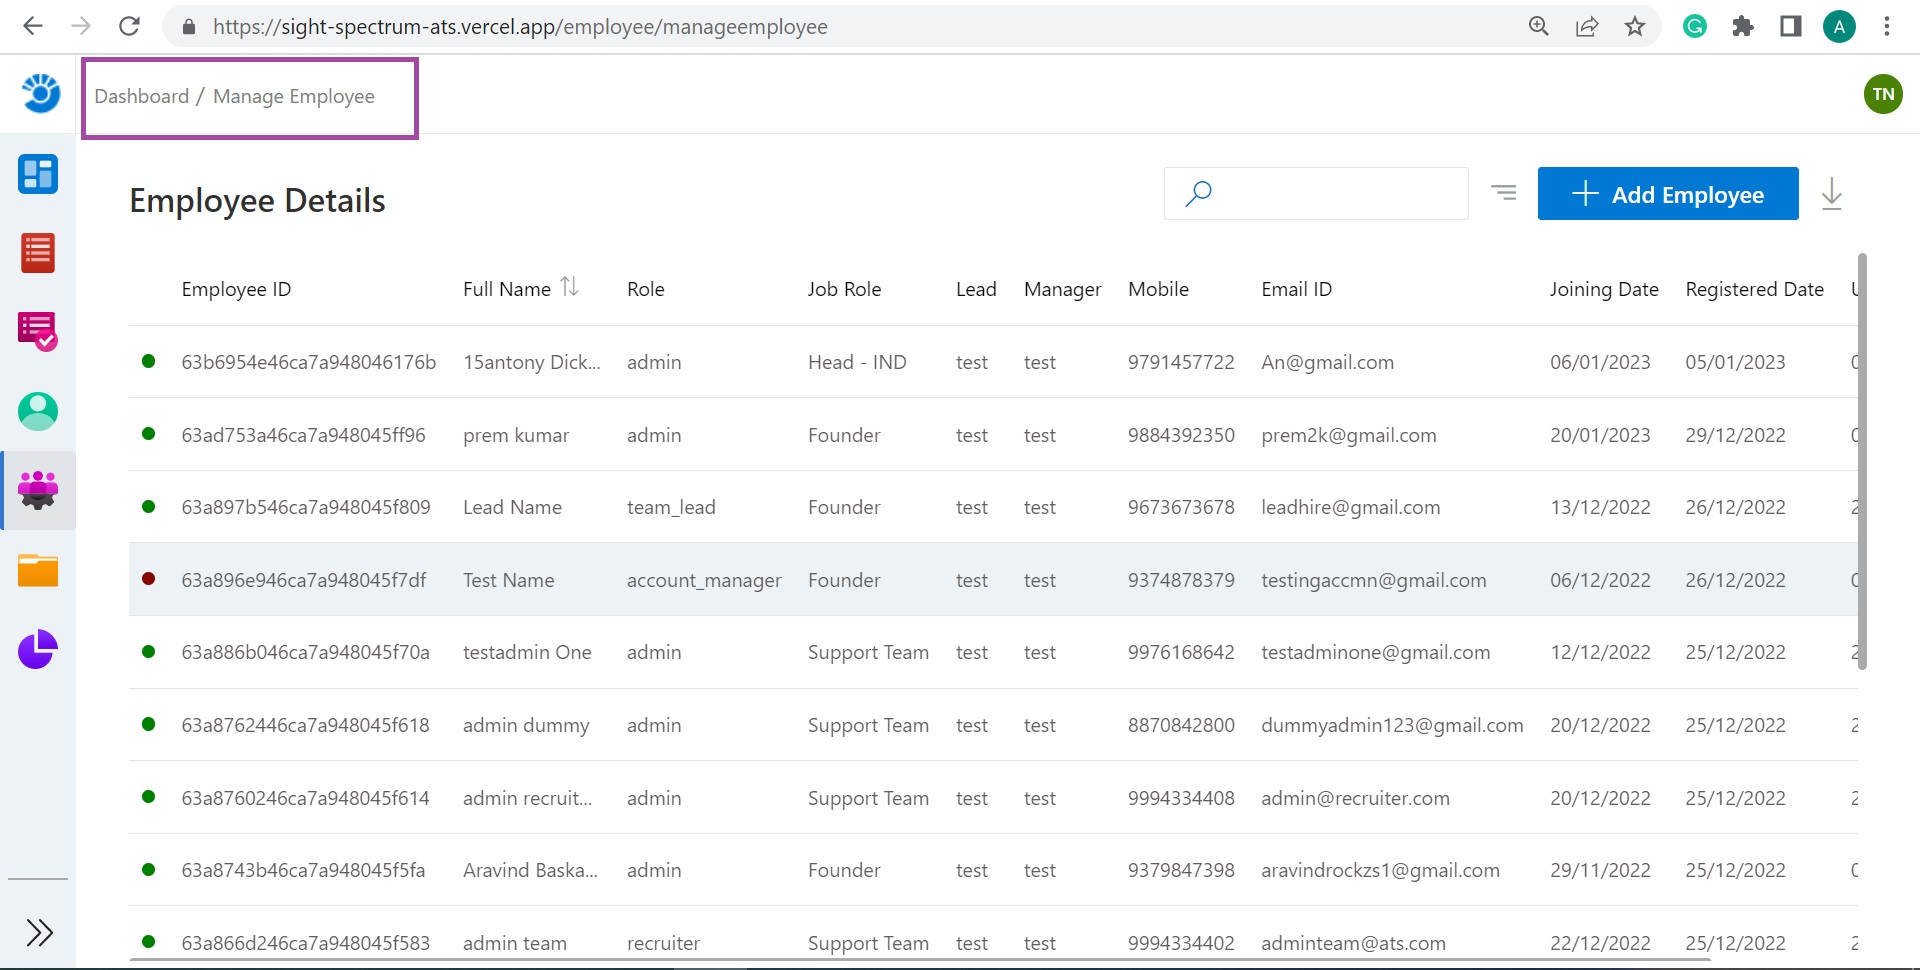 https://sight-spectrum-ats.vercel.app/employee/manageemployee
A
Dashboard / Manage Employee
TN
Employee Details
Add Employee
Employee ID Full Name Role Job Role Lead Manager Mobile Email ID Joining Date Registered Date
63b6954e46ca7a948046176b 15antony Dick... admin Head - IND test test 9791457722 An@gmail.com 06/01/2023 05/01/2023
63ad753a46ca7a948045ff96 prem kumar admin Founder test test 9884392350 prem2k@gmail.com 20/01/2023 29/12/2022
63a897b546ca7a948045f809 Lead Name team_lead Founder test test 9673673678 leadhire@gmail.com 13/12/2022 26/12/2022
63a896e946ca7a948045f7df Test Name account_manager Founder test test 9374878379 testingaccmn@gmail.com 06/12/2022 26/12/2022
63a886b046ca7a948045f70a testadmin One admin Support Team test test 9976168642 testadminone@gmail.com 12/12/2022 25/12/2022
63a8762446ca7a948045f618 admin dummy admin Support Team test test 8870842800 dummyadmin123@gmail.com 20/12/2022 25/12/2022
63a8760246ca7a948045f614 admin recruit... admin Support Team test test 9994334408 admin@recruiter.com 20/12/2022 25/12/2022
63a8743b46ca7a948045f5fa Aravind Baska... admin Founder test test 9379847398 aravindrockzs1@gmail.com 29/11/2022 25/12/2022
63a866d246ca7a948045f583 admin team recruiter Support Team test test 9994334402 adminteam@ats.com 22/12/2022 25/12/2022